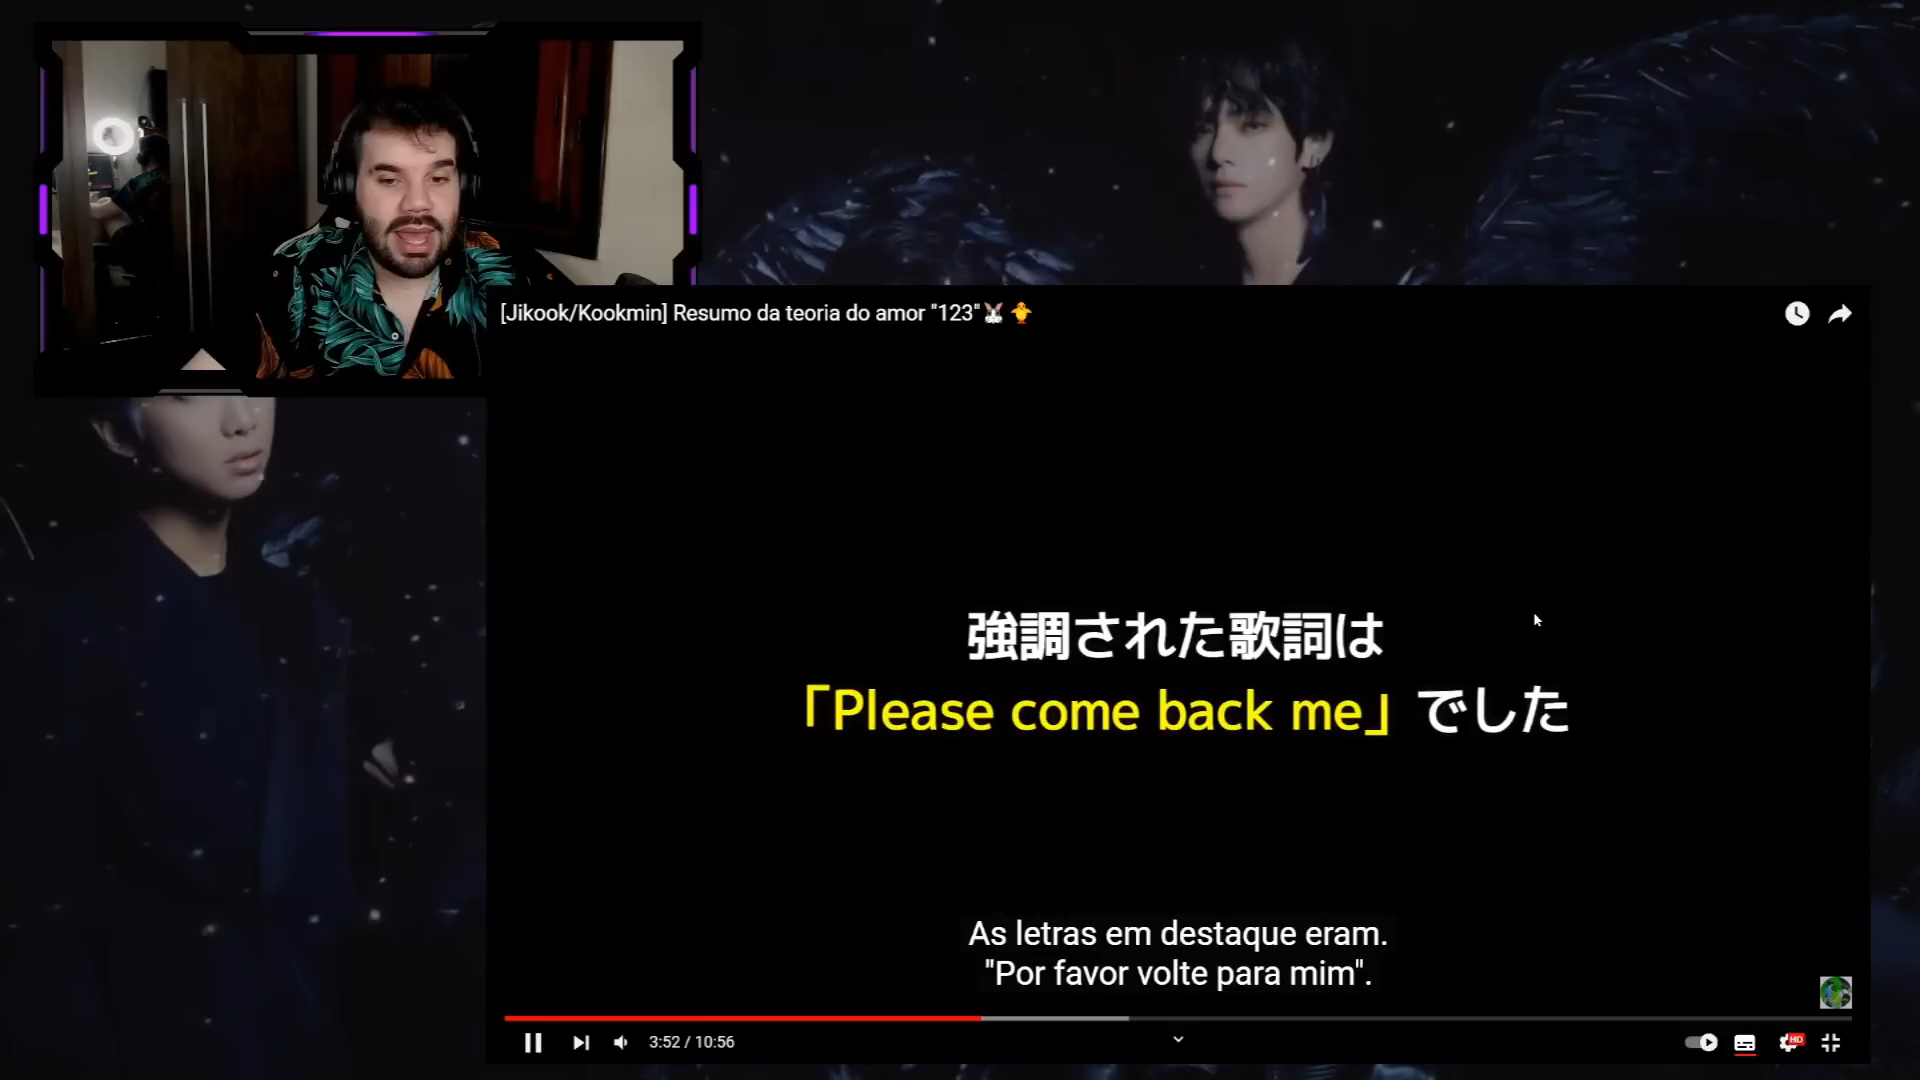 [Jikook/Kookmin] Resumo da teoria do amor "123"🐰🐥
強調された歌詞は
「Please come back me」でした
As letras em destaque eram.
"Por favor volte para mim".
3:52 / 10:56
HD